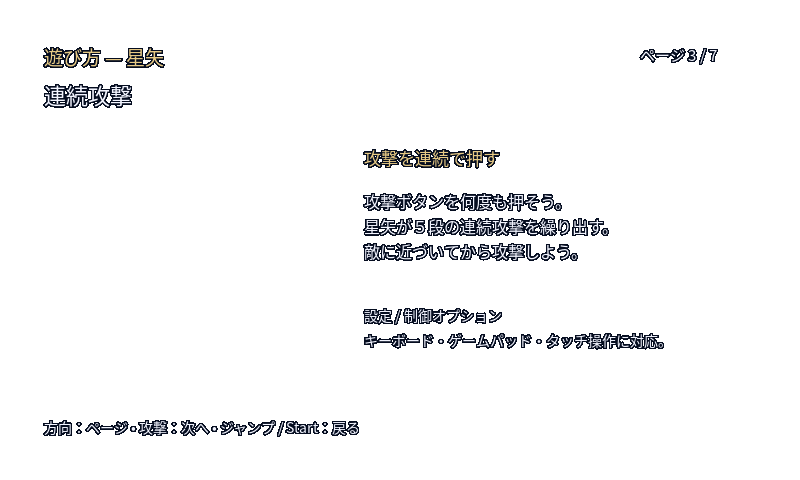 遊び方 — 星矢
ページ 3 / 7
連続攻撃
攻撃を連続で押す
攻撃ボタンを何度も押そう。
星矢が 5 段の連続攻撃を繰り出す。
敵に近づいてから攻撃しよう。
設定 / 制御オプション
キーボード・ゲームパッド・タッチ操作に対応。
方向：ページ・攻撃：次へ・ジャンプ / Start：戻る